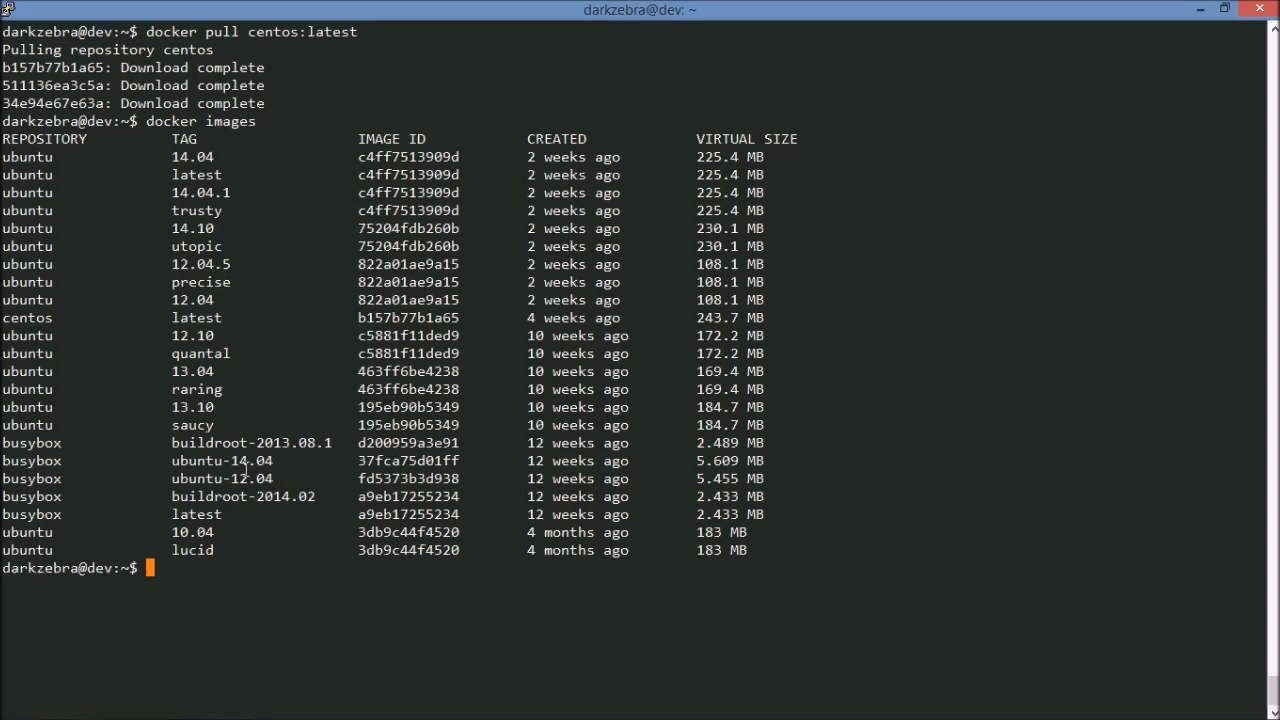 darkzebra@dev: ~
darkzebra@dev:~$ docker pull centos:latest
Pulling repository centos
b157b77b1a65: Download complete
511136ea3c5a: Download complete
34e94e67e63a: Download complete
darkzebra@dev:~$ docker images
REPOSITORY TAG IMAGE ID CREATED VIRTUAL SIZE
ubuntu 14.04 c4ff7513909d 2 weeks ago 225.4 MB
ubuntu latest c4ff7513909d 2 weeks ago 225.4 MB
ubuntu 14.04.1 c4ff7513909d 2 weeks ago 225.4 MB
ubuntu trusty c4ff7513909d 2 weeks ago 225.4 MB
ubuntu 14.10 75204fdb260b 2 weeks ago 230.1 MB
ubuntu utopic 75204fdb260b 2 weeks ago 230.1 MB
ubuntu 12.04.5 822a01ae9a15 2 weeks ago 108.1 MB
ubuntu precise 822a01ae9a15 2 weeks ago 108.1 MB
ubuntu 12.04 822a01ae9a15 2 weeks ago 108.1 MB
centos latest b157b77b1a65 4 weeks ago 243.7 MB
ubuntu 12.10 c5881f11ded9 10 weeks ago 172.2 MB
ubuntu quantal c5881f11ded9 10 weeks ago 172.2 MB
ubuntu 13.04 463ff6be4238 10 weeks ago 169.4 MB
ubuntu raring 463ff6be4238 10 weeks ago 169.4 MB
ubuntu 13.10 195eb90b5349 10 weeks ago 184.7 MB
ubuntu saucy 195eb90b5349 10 weeks ago 184.7 MB
busybox buildroot-2013.08.1 d200959a3e91 12 weeks ago 2.489 MB
busybox ubuntu-14.04 37fca75d01ff 12 weeks ago 5.609 MB
busybox ubuntu-12.04 fd5373b3d938 12 weeks ago 5.455 MB
busybox buildroot-2014.02 a9eb17255234 12 weeks ago 2.433 MB
busybox latest a9eb17255234 12 weeks ago 2.433 MB
ubuntu 10.04 3db9c44f4520 4 months ago 183 MB
ubuntu lucid 3db9c44f4520 4 months ago 183 MB
darkzebra@dev:~$